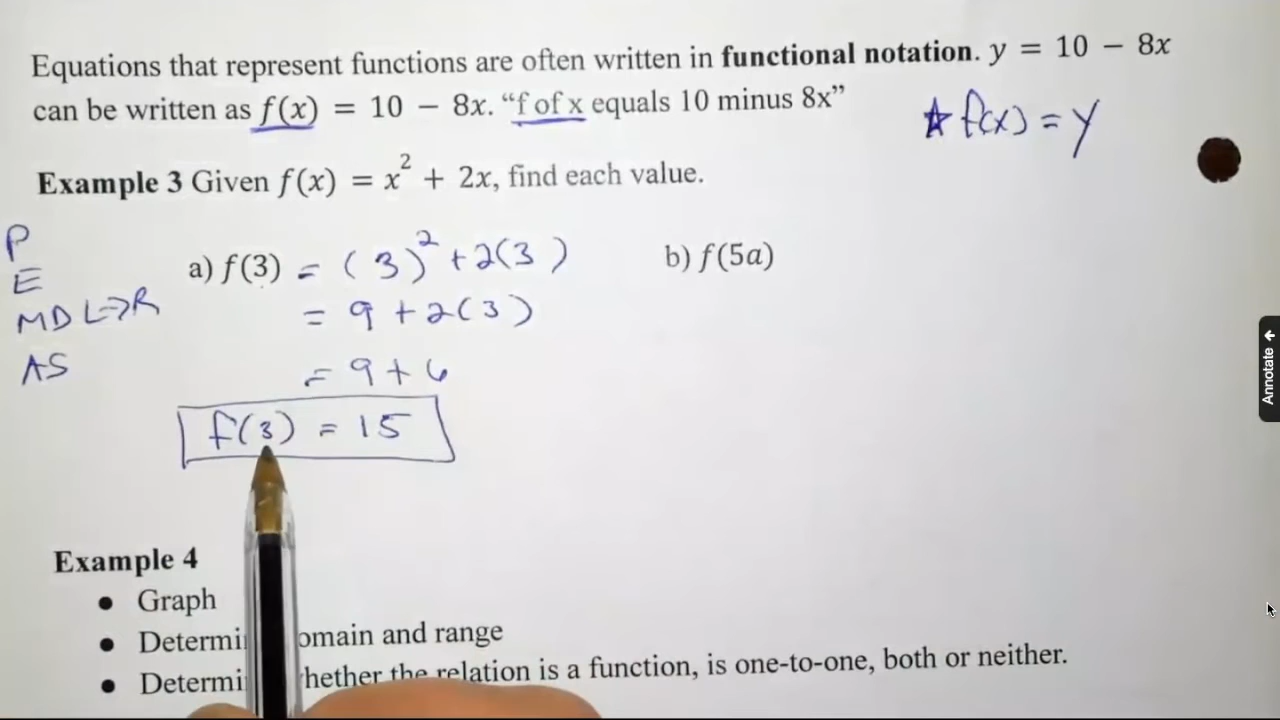 Equations that represent functions are often written in functional notation. y = 10 − 8x
can be written as f(x) = 10 − 8x. “f of x equals 10 minus 8x”
☆ f(x) = y
Example 3 Given f(x) = x² + 2x, find each value.
P
E
MD L→R
AS
a) f(3) = (3)² + 2(3)
= 9 + 2(3)
= 9 + 6
f(3) = 15
b) f(5a)
Annotate ←
Example 4
● Graph
● Determi omain and range
● Determi hether the relation is a function, is one-to-one, both or neither.